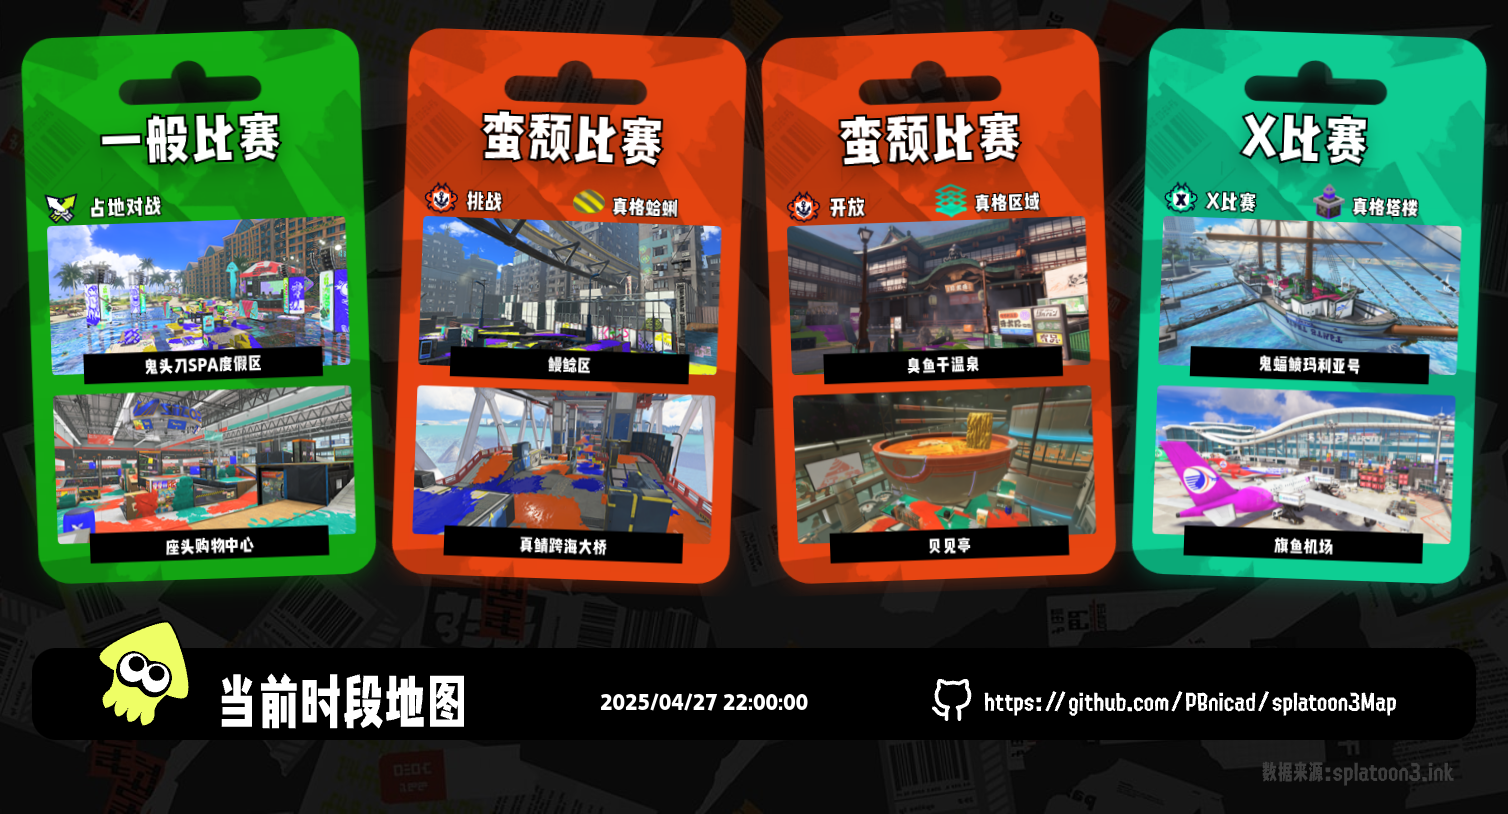 一般比赛
占地对战
鬼头刀SPA度假区
座头购物中心
蛮颓比赛
挑战
真格蛤蜊
鳗鲶区
真鲭跨海大桥
蛮颓比赛
开放
真格区域
臭鱼干温泉
贝见亭
X比赛
X比赛
真格塔楼
鬼蝠鲼玛利亚号
旗鱼机场
当前时段地图
2025/04/27 22:00:00
https://github.com/PBnicad/splatoon3Map
数据来源:splatoon3.ink